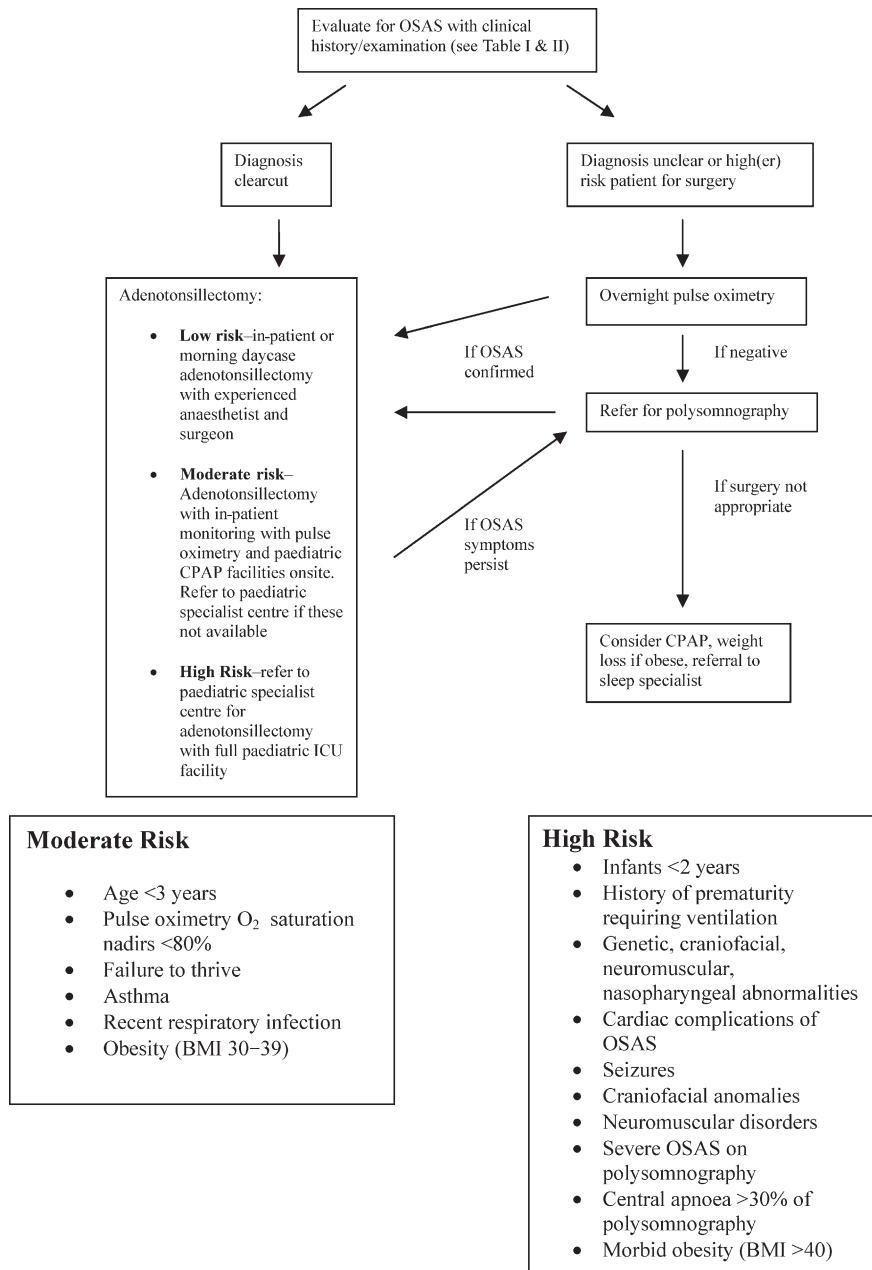 Evaluate for OSAS with clinical
history/examination (see Table I & II)
Diagnosis
clearcut
Diagnosis unclear or high(er)
risk patient for surgery
Adenotonsillectomy:
• Low risk–in-patient or
morning daycase
adenotonsillectomy
with experienced
anaesthetist and
surgeon
• Moderate risk–
Adenotonsillectomy
with in-patient
monitoring with pulse
oximetry and paediatric
CPAP facilities onsite.
Refer to paediatric
specialist centre if these
not available
• High Risk–refer to
paediatric specialist
centre for
adenotonsillectomy
with full paediatric ICU
facility
If OSAS
confirmed
If OSAS
symptoms
persist
Overnight pulse oximetry
If negative
Refer for polysomnography
If surgery not
appropriate
Consider CPAP, weight
loss if obese, referral to
sleep specialist
Moderate Risk
• Age <3 years
• Pulse oximetry O₂ saturation
nadirs <80%
• Failure to thrive
• Asthma
• Recent respiratory infection
• Obesity (BMI 30–39)
High Risk
• Infants <2 years
• History of prematurity
requiring ventilation
• Genetic, craniofacial,
neuromuscular,
nasopharyngeal abnormalities
• Cardiac complications of
OSAS
• Seizures
• Craniofacial anomalies
• Neuromuscular disorders
• Severe OSAS on
polysomnography
• Central apnoea >30% of
polysomnography
• Morbid obesity (BMI >40)